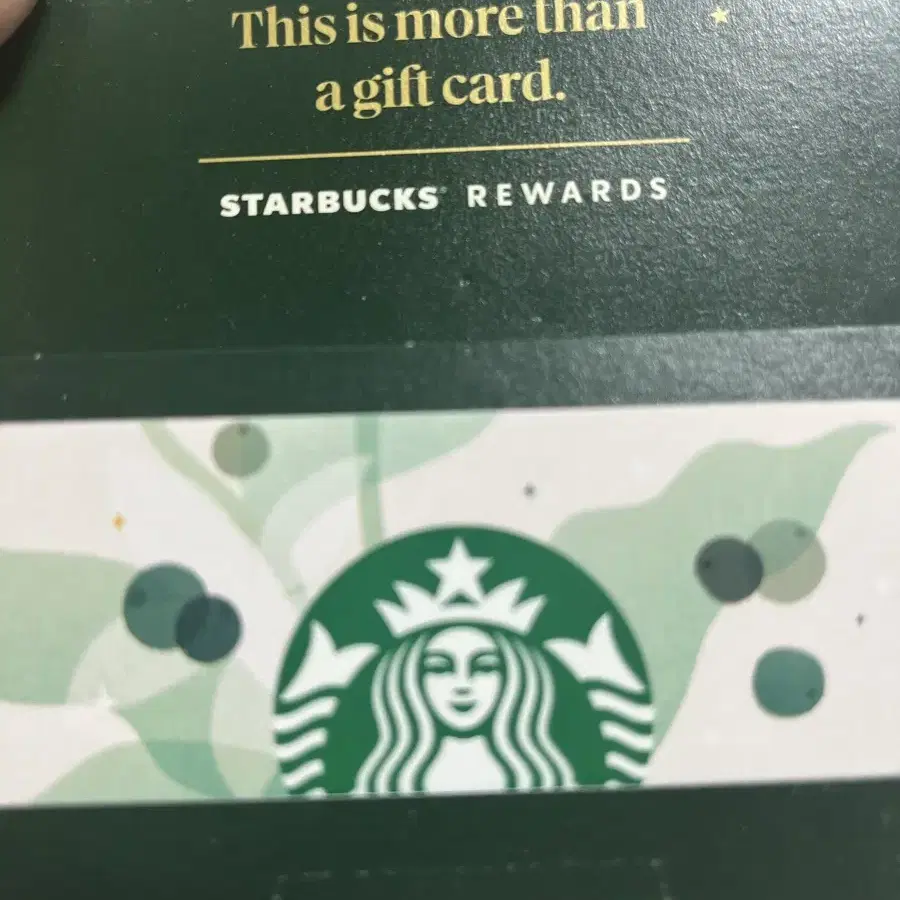 This is more than
a gift card.
STARBUCKS® REWARDS